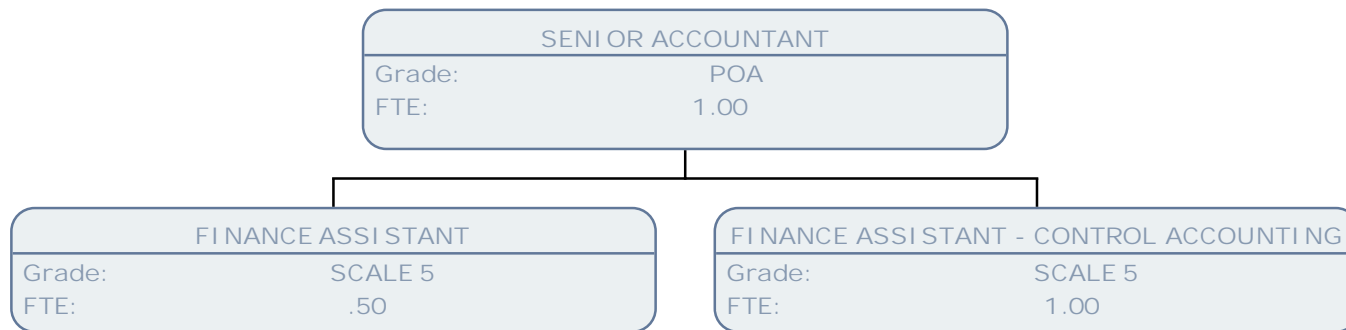 SENIOR ACCOUNTANT
Grade: POA
FTE: 1.00
FINANCE ASSISTANT
Grade: SCALE 5
FTE: .50
FINANCE ASSISTANT - CONTROL ACCOUNTING
Grade: SCALE 5
FTE: 1.00